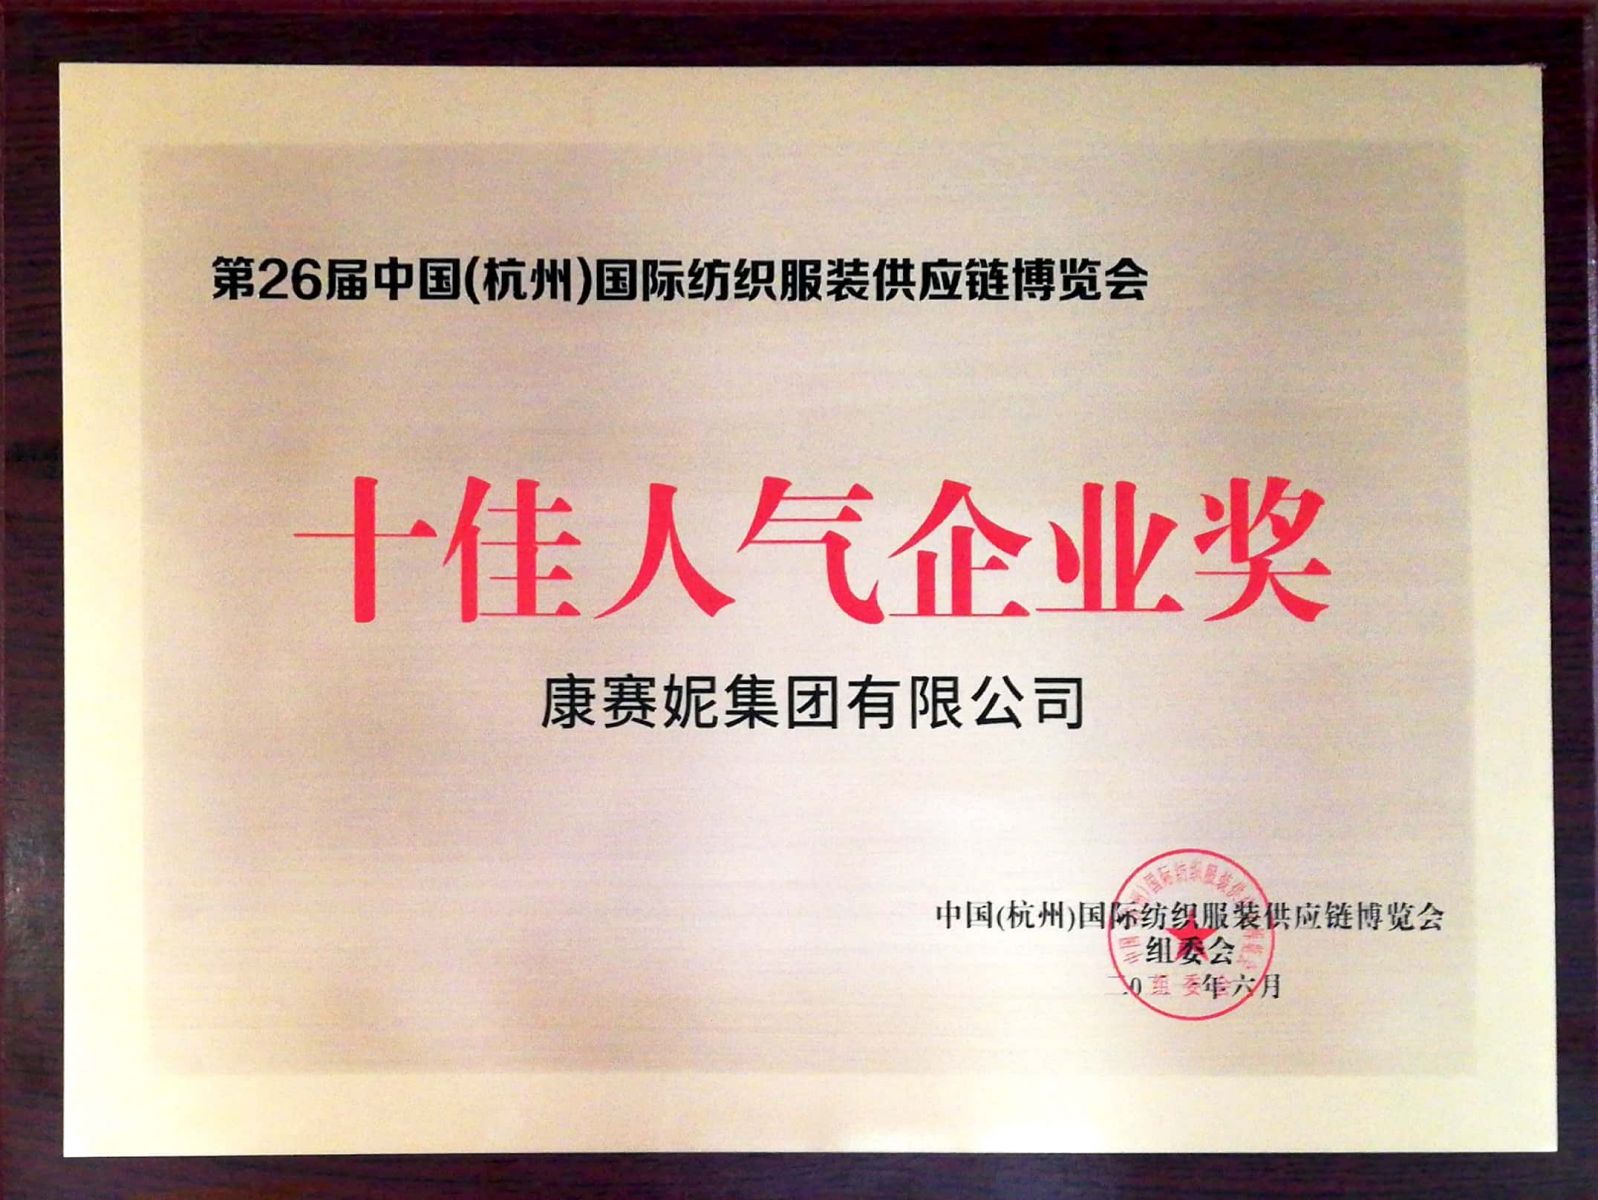 第26届中国(杭州)国际纺织服装供应链博览会
十佳人气企业奖
康赛妮集团有限公司
中国(杭州)国际纺织服装供应链博览会
组委会
年六月
组委会